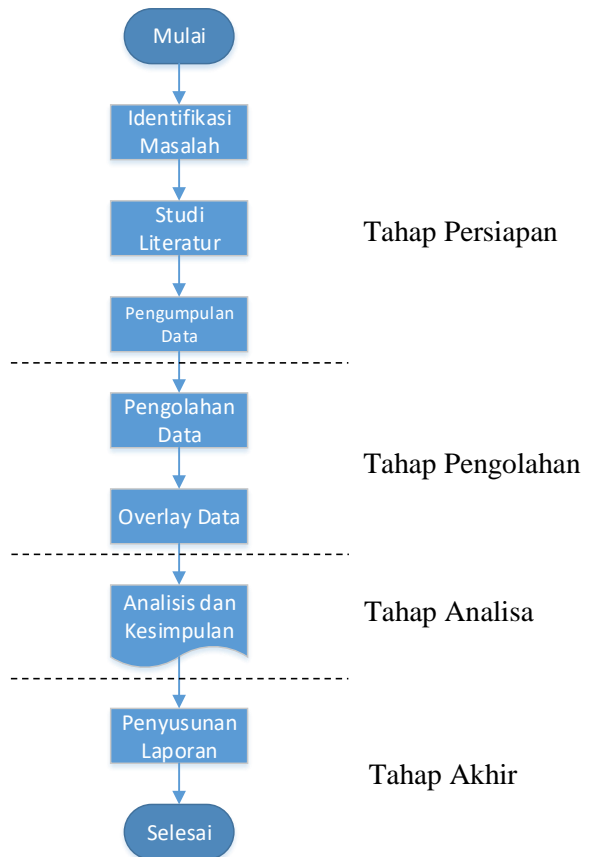 Mulai
Identifikasi
Masalah
Studi
Literatur
Tahap Persiapan
Pengumpulan
Data
Pengolahan
Data
Tahap Pengolahan
Overlay Data
Analisis dan
Kesimpulan
Tahap Analisa
Penyusunan
Laporan
Tahap Akhir
Selesai